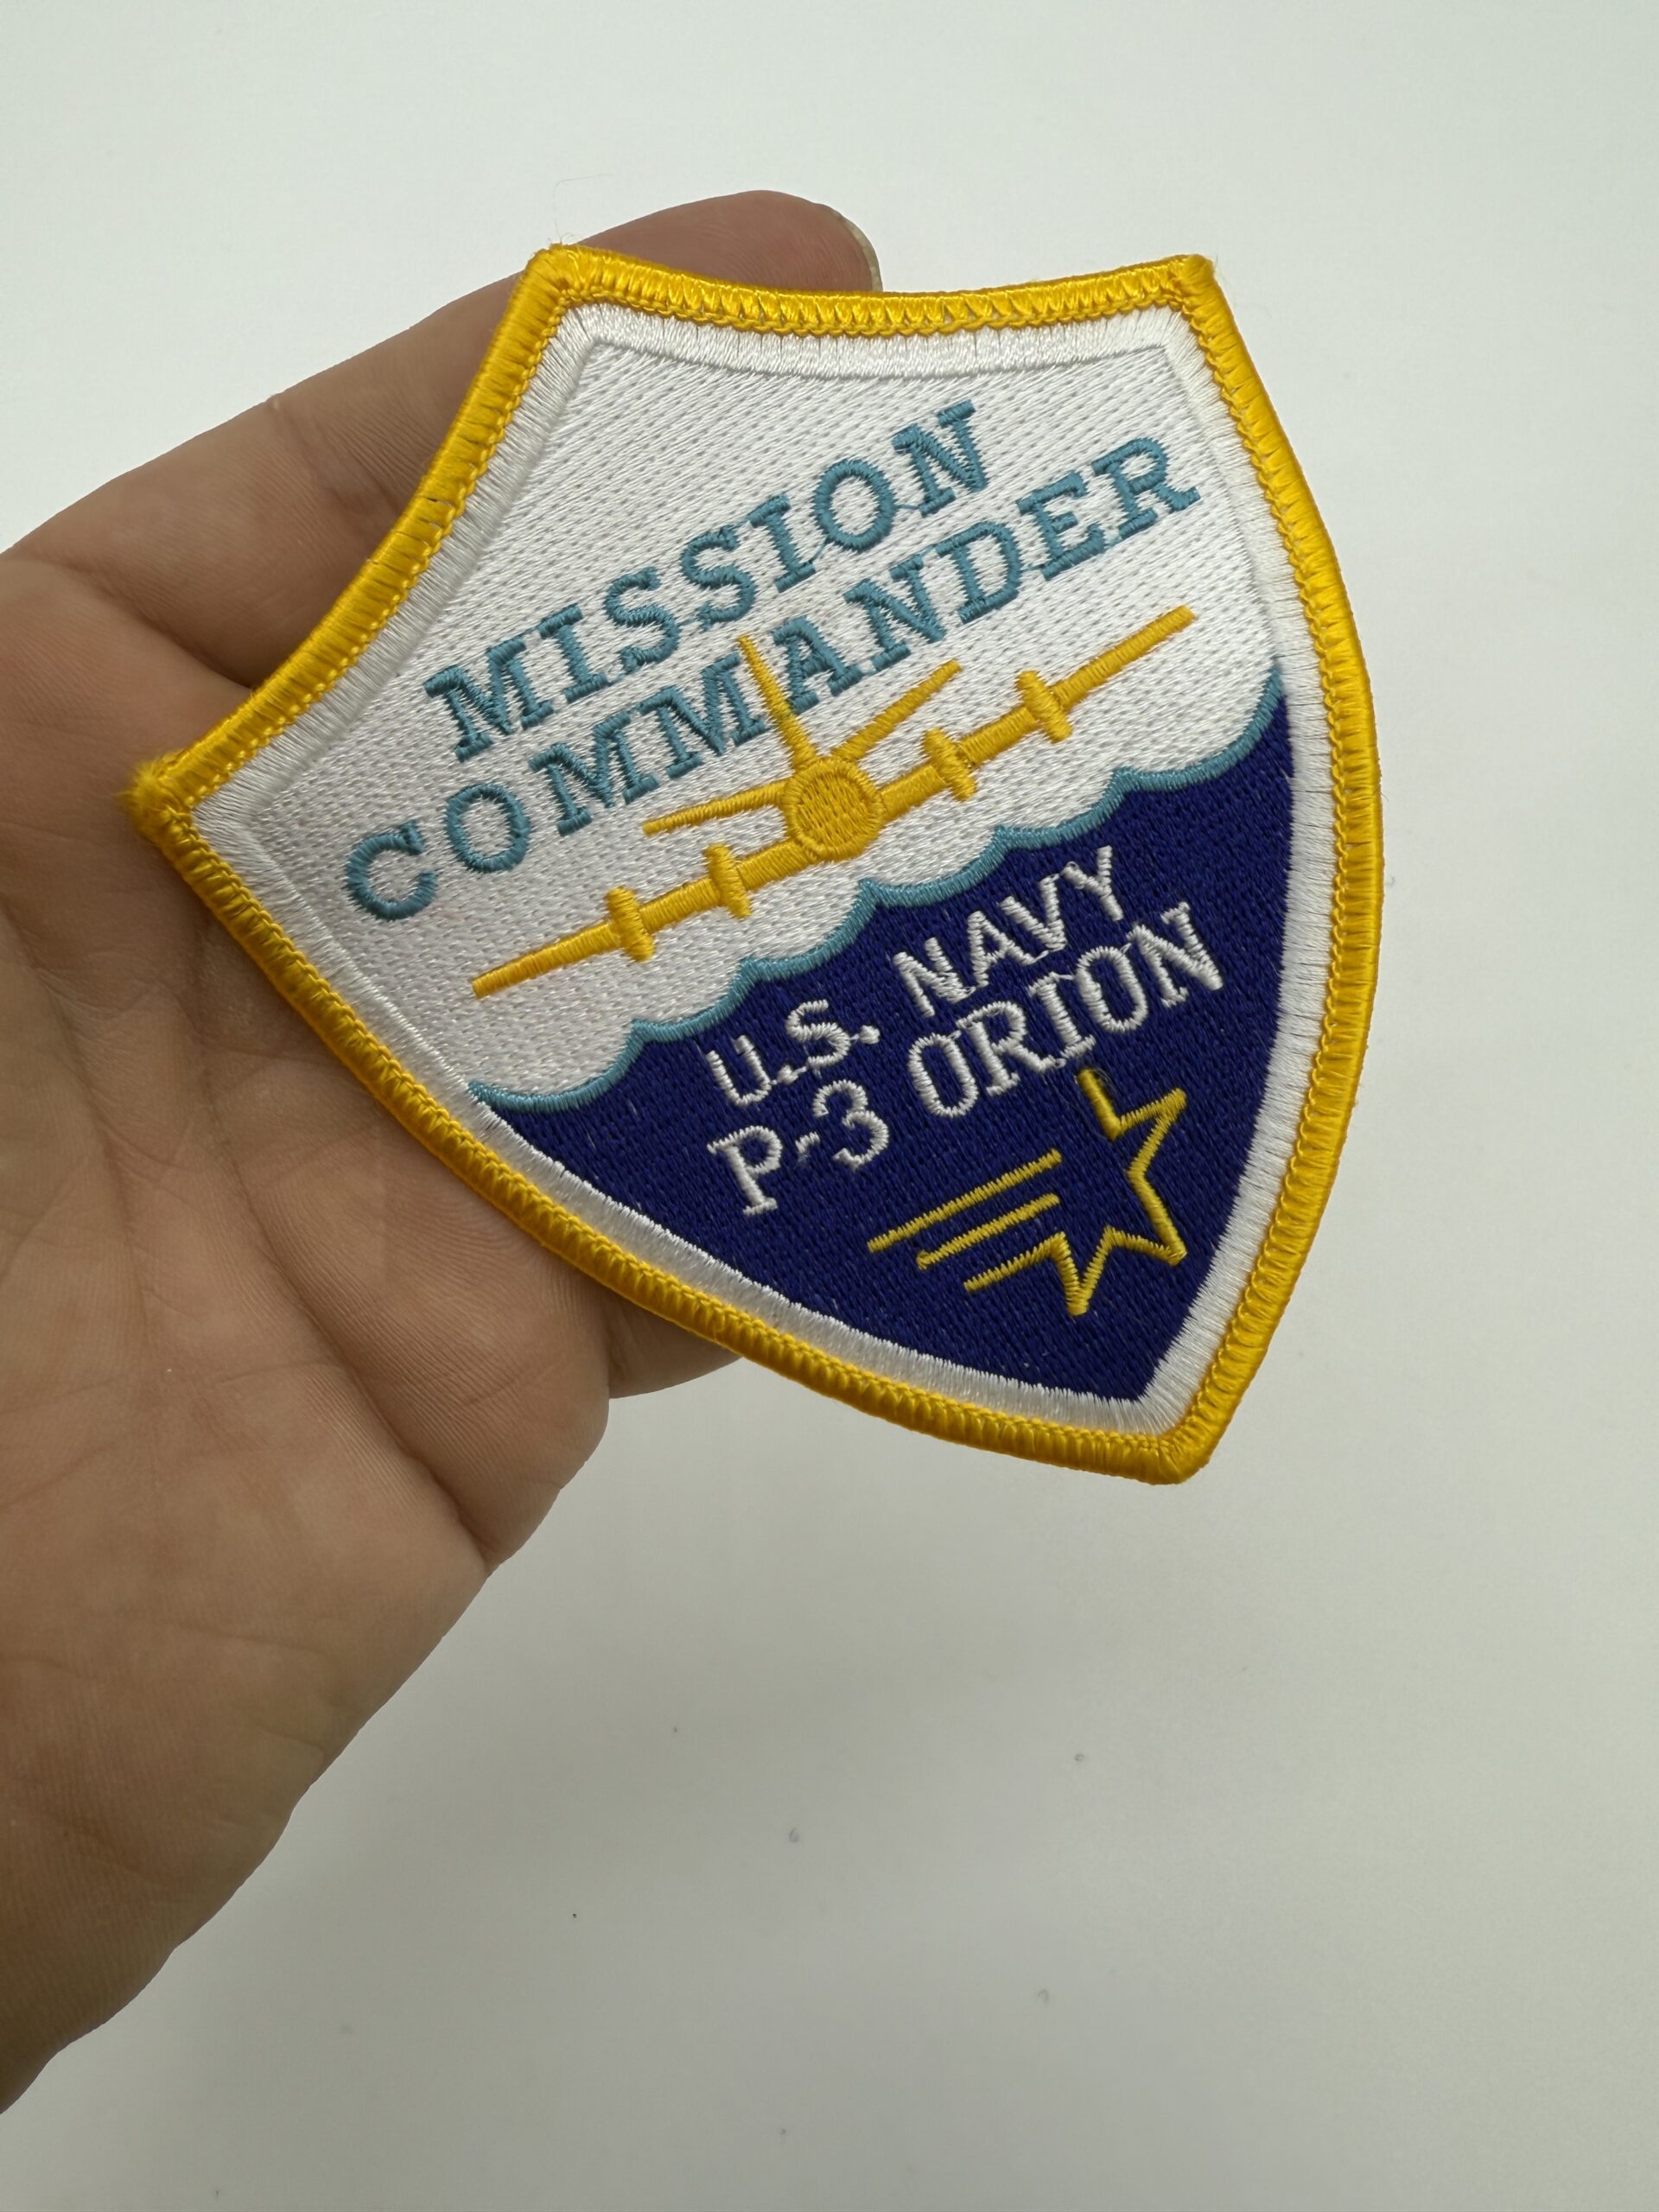 MISSION
COMMANDER
U.S. NAVY
P-3 ORION